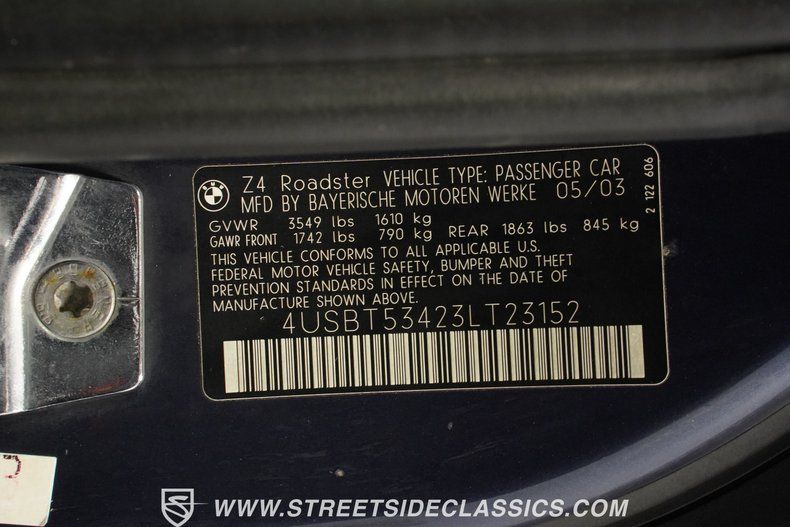 BMW
Z4 Roadster VEHICLE TYPE: PASSENGER CAR
MFD BY BAYERISCHE MOTOREN WERKE 05/03
GVWR 3549 lbs 1610 kg
GAWR FRONT 1742 lbs 790 kg REAR 1863 lbs 845 kg
THIS VEHICLE CONFORMS TO ALL APPLICABLE U.S.
FEDERAL MOTOR VEHICLE SAFETY, BUMPER AND THEFT
PREVENTION STANDARDS IN EFFECT ON THE DATE OF
MANUFACTURE SHOWN ABOVE.
4USBT53423LT23152
2 122 606
WWW.STREETSIDECLASSICS.COM